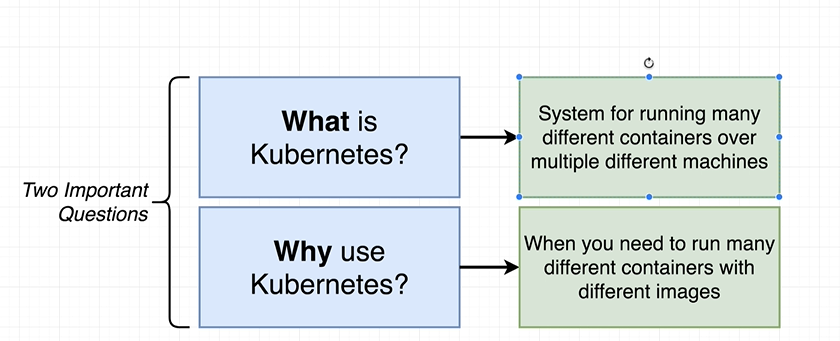 Two Important
Questions
What is
Kubernetes?
System for running many
different containers over
multiple different machines
Why use
Kubernetes?
When you need to run many
different containers with
different images